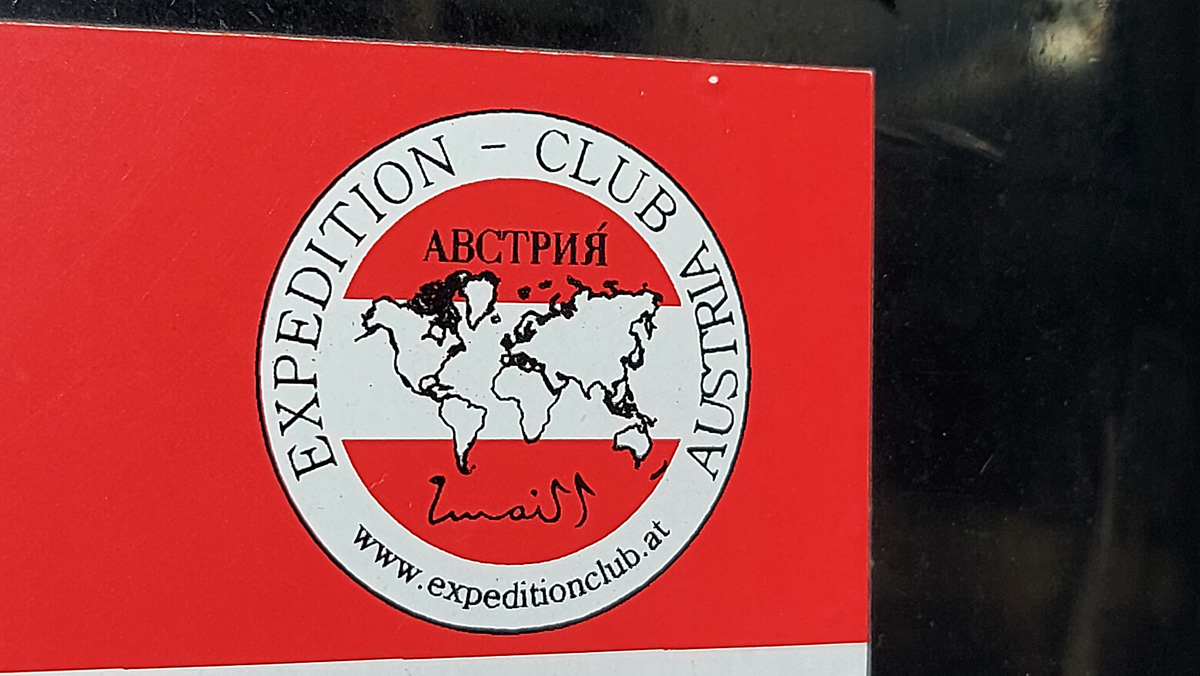 EXPEDITION - CLUB AUSTRIA
АВСТРИЯ́
www.expeditionclub.at